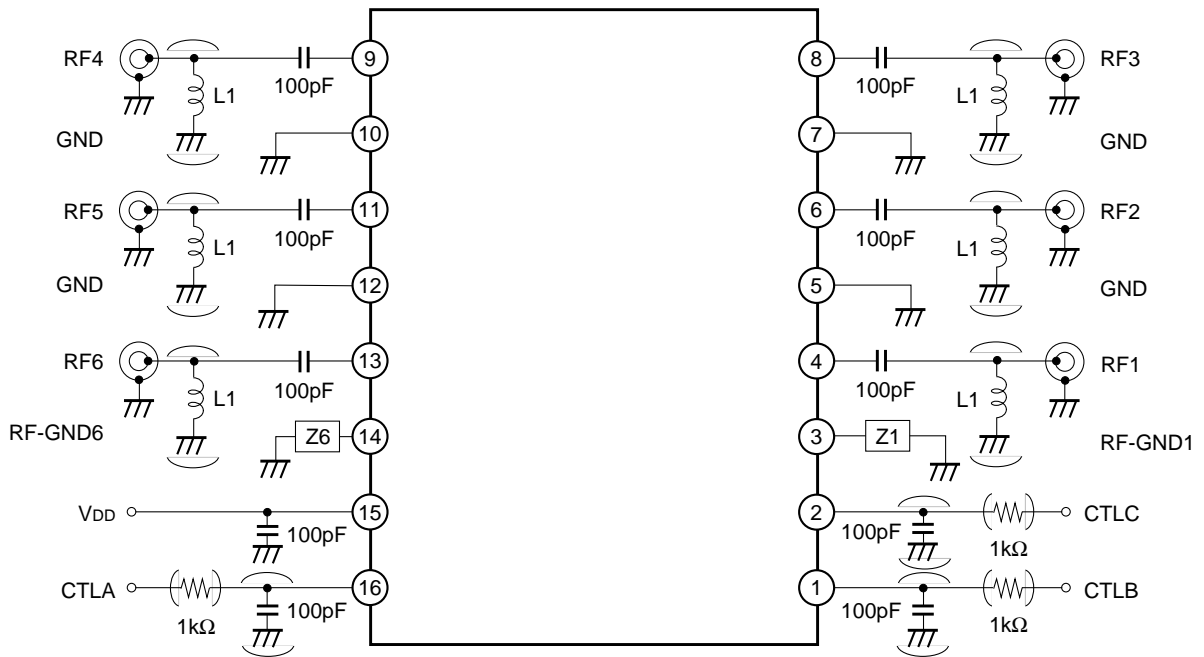 RF4 100pF 9 8 100pF RF3
L1 L1
GND 10 7 GND
RF5 100pF 11 6 100pF RF2
L1 L1
GND 12 5 GND
RF6 100pF 13 4 100pF RF1
L1 L1
RF-GND6 Z6 14 3 Z1 RF-GND1
VDD 100pF 15 2 100pF 1kΩ CTLC
CTLA 1kΩ 100pF 16 1 100pF 1kΩ CTLB